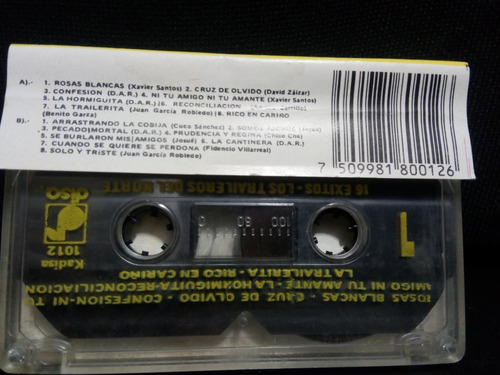 A).- 1. ROSAS BLANCAS (Xavier Santos) 2. CRUZ DE OLVIDO (David Záizar)
3. CONFESION (D.A.R.) 4. NI TU AMIGO NI TU AMANTE (Xavier Santos)
5. LA HORMIGUITA (D.A.R.) 6. RECONCILIACION
7. LA TRAILERITA (Juan García Robledo) 8. RICO EN CARIÑO
(Benito Garza)
B).- 1. ARRASTRANDO LA COBIJA (Cuco Sánchez) 2.
3. PECADO MORTAL (D.A.R.) 4. PRUDENCIA Y REGINA
5. SE BURLARON MIS AMIGOS (Josué) 6. LA CANTINERA (D.A.R.)
7. CUANDO SE QUIERE SE PERDONA (Fidencio Villarreal)
8. SOLO Y TRISTE (Juan García Robledo)
7 509981 800126
disa
Kadisa
1012
0 50 100
1
16 EXITOS - LOS TRAILEROS DEL NORTE
ROSAS BLANCAS - CRUZ DE OLVIDO - CONFESION - NI TU
AMIGO NI TU AMANTE - LA HORMIGUITA - RECONCILIACION
LA TRAILERITA - RICO EN CARIÑO